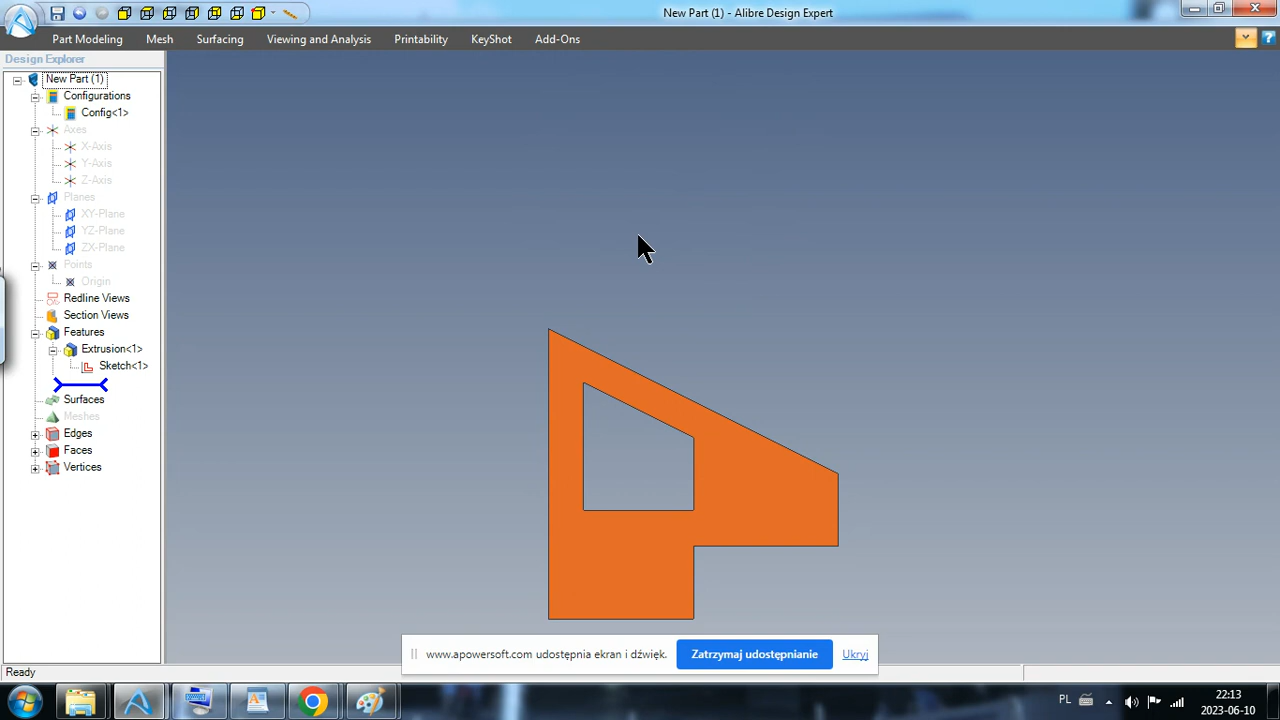 New Part (1) - Alibre Design Expert
Part Modeling Mesh Surfacing Viewing and Analysis Printability KeyShot Add-Ons
Design Explorer
New Part (1)
Configurations
Config<1>
Axes
X-Axis
Y-Axis
Z-Axis
Planes
XY-Plane
YZ-Plane
ZX-Plane
Points
Origin
Redline Views
Section Views
Features
Extrusion<1>
Sketch<1>
Surfaces
Meshes
Edges
Faces
Vertices
www.apowersoft.com udostępnia ekran i dźwięk. Zatrzymaj udostępnianie Ukryj
Ready
PL 22:13
2023-06-10